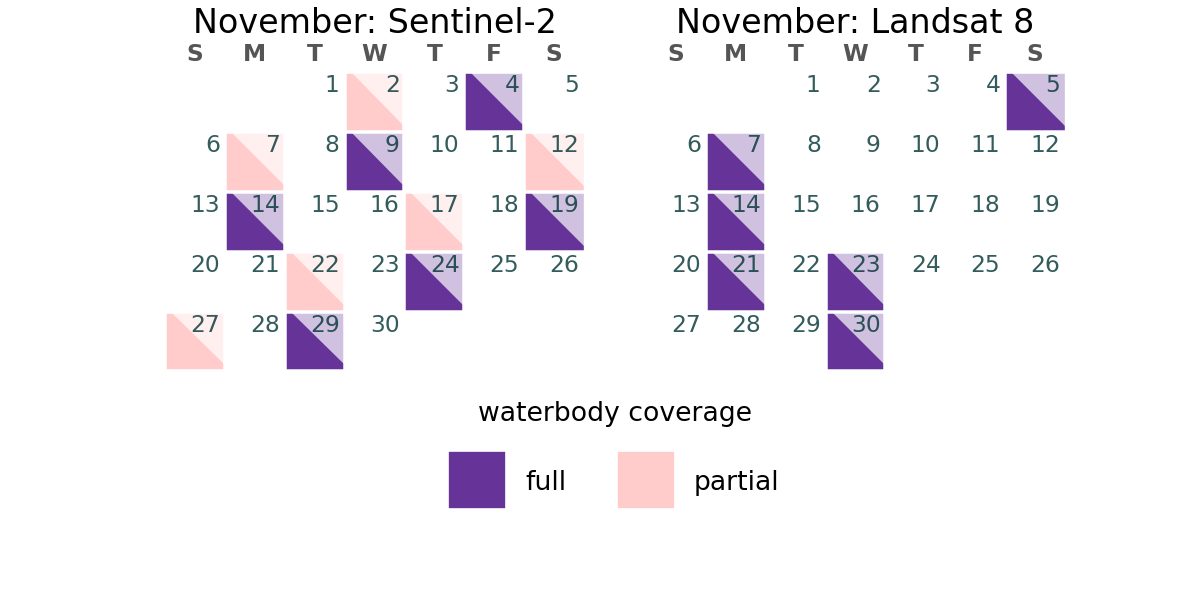 November: Sentinel-2
S M T W T F S
1 2 3 4 5
6 7 8 9 10 11 12
13 14 15 16 17 18 19
20 21 22 23 24 25 26
27 28 29 30
November: Landsat 8
S M T W T F S
1 2 3 4 5
6 7 8 9 10 11 12
13 14 15 16 17 18 19
20 21 22 23 24 25 26
27 28 29 30
waterbody coverage
full partial